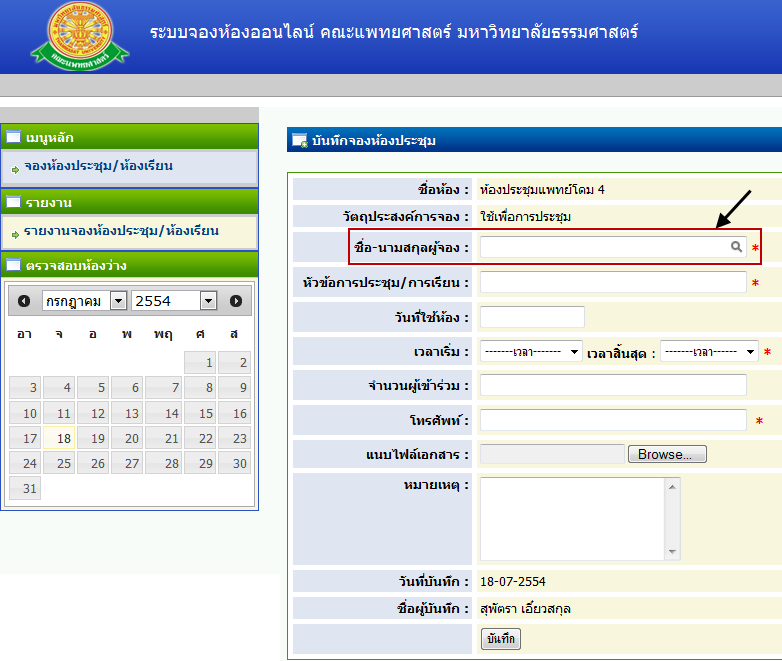 ระบบจองห้องออนไลน์ คณะแพทยศาสตร์ มหาวิทยาลัยธรรมศาสตร์
คณะแพทยศาสตร์
เมนูหลัก
จองห้องประชุม/ห้องเรียน
รายงาน
รายงานจองห้องประชุม/ห้องเรียน
ตรวจสอบห้องว่าง
กรกฎาคม 2554
อา จ อ พ พฤ ศ ส
1 2
3 4 5 6 7 8 9
10 11 12 13 14 15 16
17 18 19 20 21 22 23
24 25 26 27 28 29 30
31
บันทึกจองห้องประชุม
ชื่อห้อง : ห้องประชุมแพทย์โดม 4
วัตถุประสงค์การจอง : ใช้เพื่อการประชุม
ชื่อ-นามสกุลผู้จอง : *
หัวข้อการประชุม/การเรียน : *
วันที่ใช้ห้อง :
เวลาเริ่ม : -------เวลา------- เวลาสิ้นสุด : -------เวลา------ *
จำนวนผู้เข้าร่วม :
โทรศัพท์ : *
แนบไฟล์เอกสาร : Browse...
หมายเหตุ :
วันที่บันทึก : 18-07-2554
ชื่อผู้บันทึก : สุพัตรา เอี่ยวสกุล
บันทึก